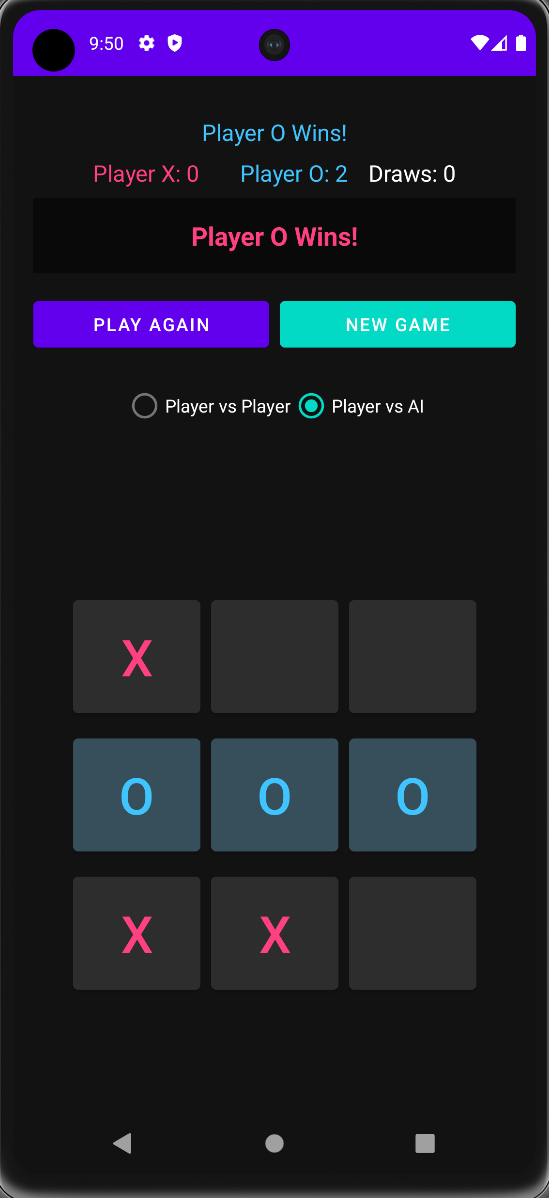 9:50
Player O Wins!
Player X: 0 Player O: 2 Draws: 0
Player O Wins!
PLAY AGAIN NEW GAME
Player vs Player Player vs AI
X
O O O
X X